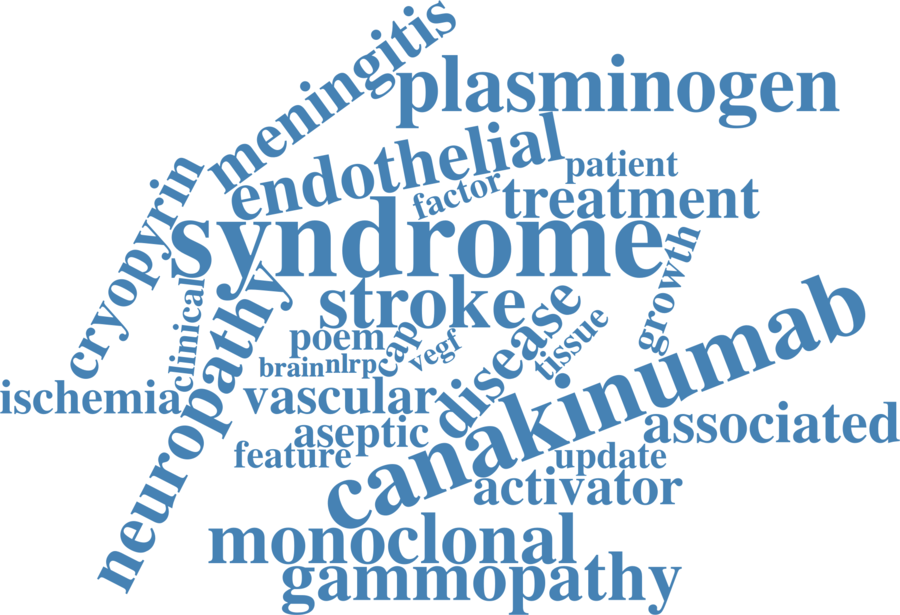 meningitis
plasminogen
endothelial
patient
cryopyrin
factor
treatment
syndrome
growth
clinical
neuropathy
stroke
disease
tissue
poem
cap
vegf
brain
nlrp
canakinumab
ischemia
vascular
associated
aseptic
feature
update
activator
monoclonal
gammopathy